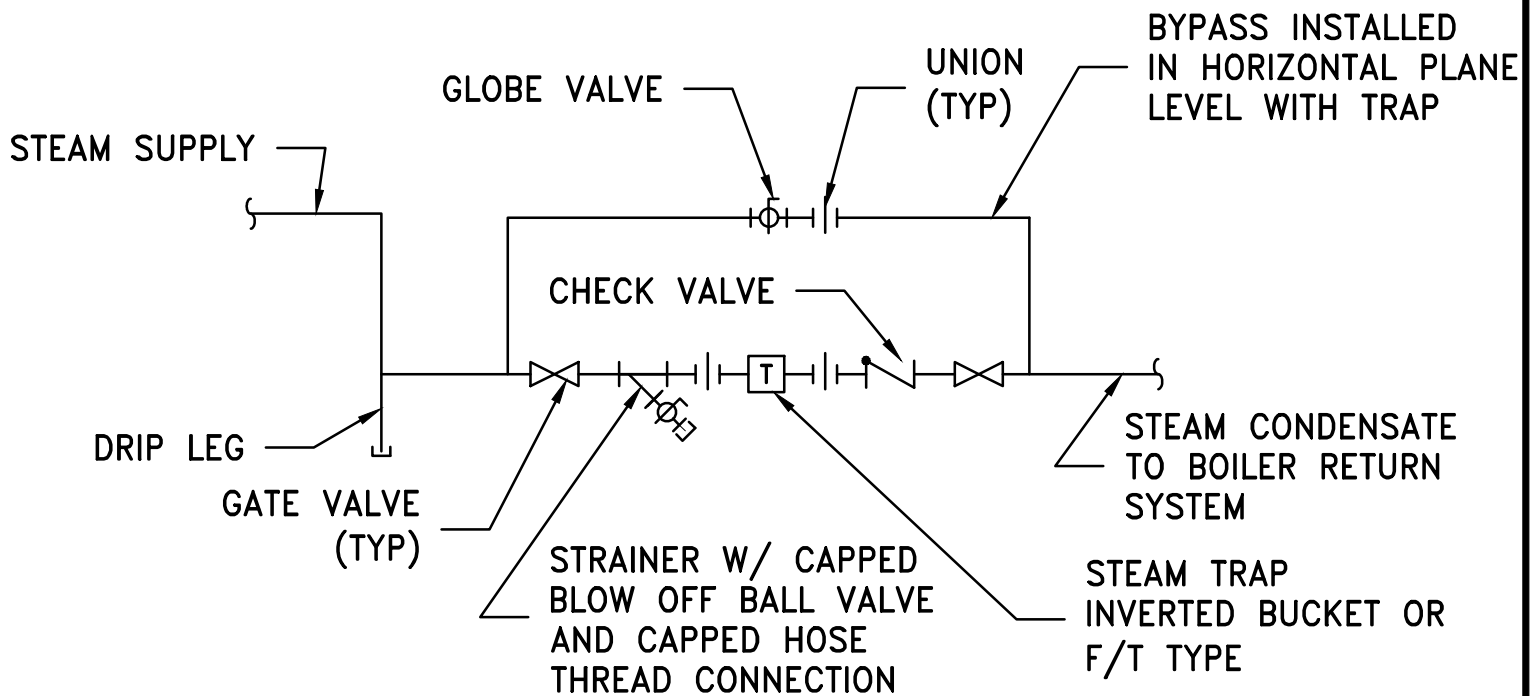 BYPASS INSTALLED
IN HORIZONTAL PLANE
LEVEL WITH TRAP
UNION
(TYP)
GLOBE VALVE
STEAM SUPPLY
CHECK VALVE
T
DRIP LEG
GATE VALVE
(TYP)
STEAM CONDENSATE
TO BOILER RETURN
SYSTEM
STRAINER W/ CAPPED
BLOW OFF BALL VALVE
AND CAPPED HOSE
THREAD CONNECTION
STEAM TRAP
INVERTED BUCKET OR
F/T TYPE